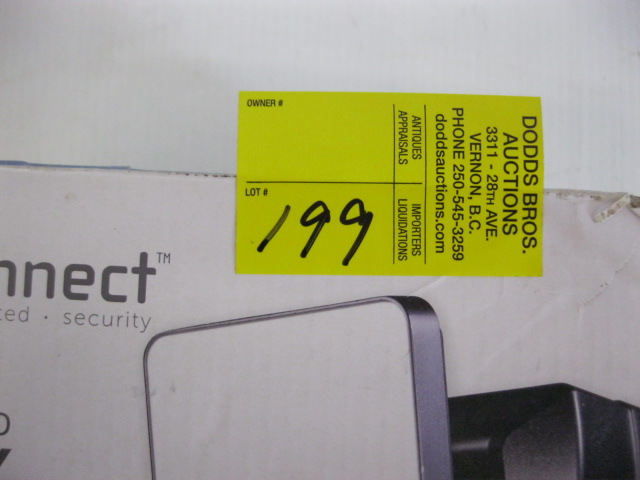 OWNER #
LOT #
199
ANTIQUES
APPRAISALS
IMPORTERS
LIQUIDATIONS
DODDS BROS.
AUCTIONS
3311 - 28TH AVE.
VERNON, B.C.
PHONE 250-545-3259
doddsauctions.com
nnect™
ted · security